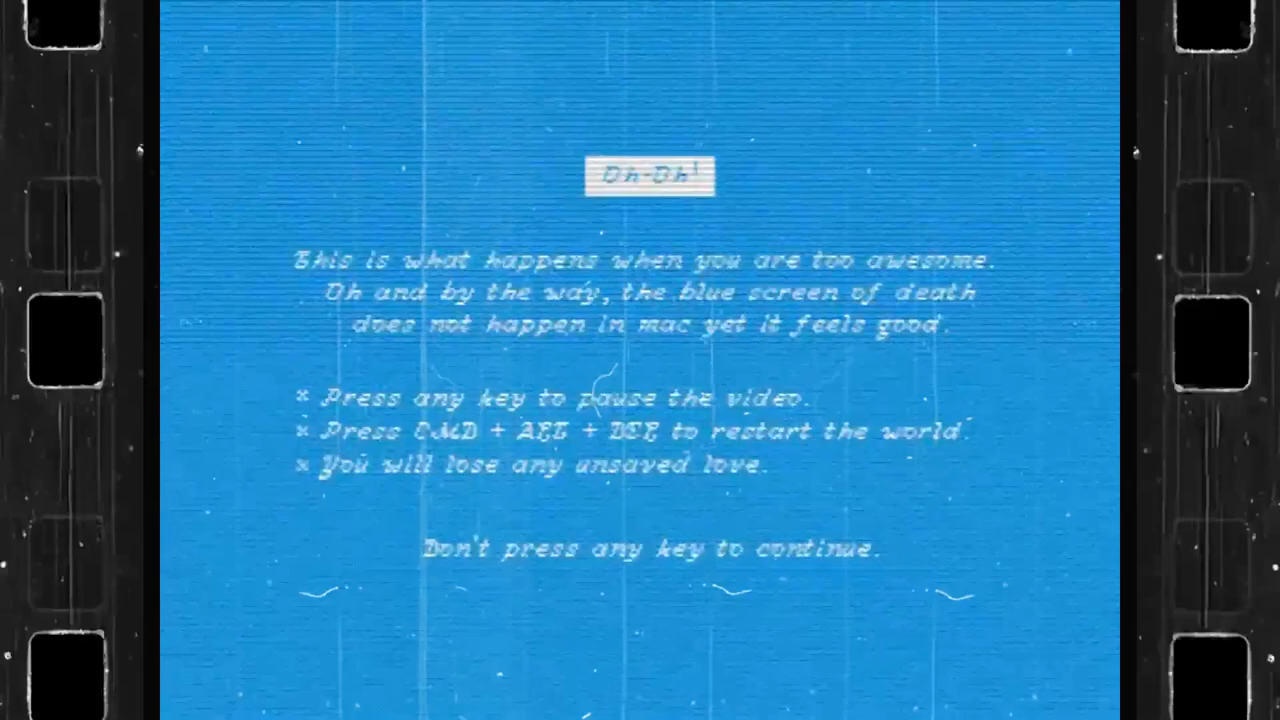 Oh-Oh!
This is what happens when you are too awesome.
Oh and by the way, the blue screen of death
does not happen in mac yet it feels good.
* Press any key to pause the video.
* Press CMD + ALT + DEL to restart the world.
* You will lose any unsaved love.
Don't press any key to continue.